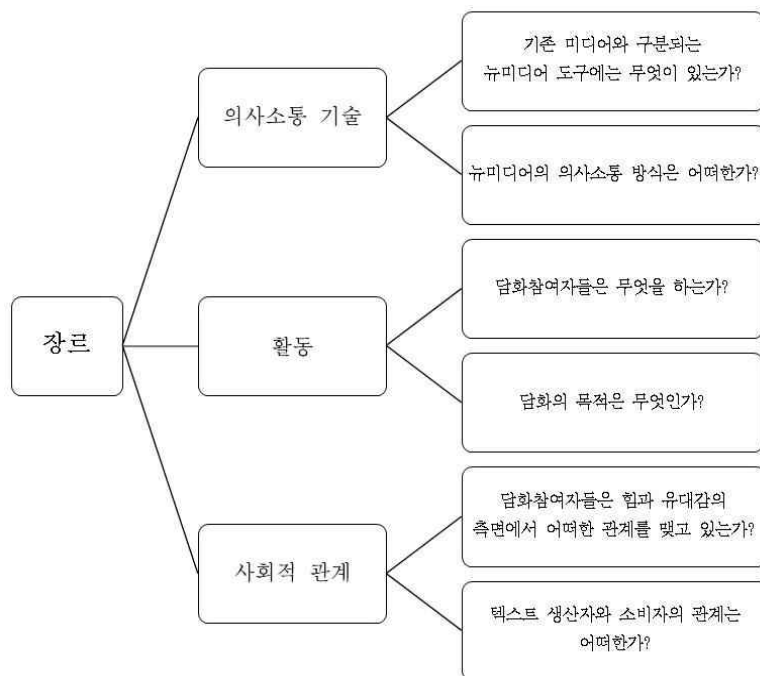 장르
의사소통 기술
기존 미디어와 구분되는
뉴미디어 도구에는 무엇이 있는가?
뉴미디어의 의사소통 방식은 어떠한가?
활동
담화참여자들은 무엇을 하는가?
담화의 목적은 무엇인가?
사회적 관계
담화참여자들은 힘과 유대감의
측면에서 어떠한 관계를 맺고 있는가?
텍스트 생산자와 소비자의 관계는
어떠한가?